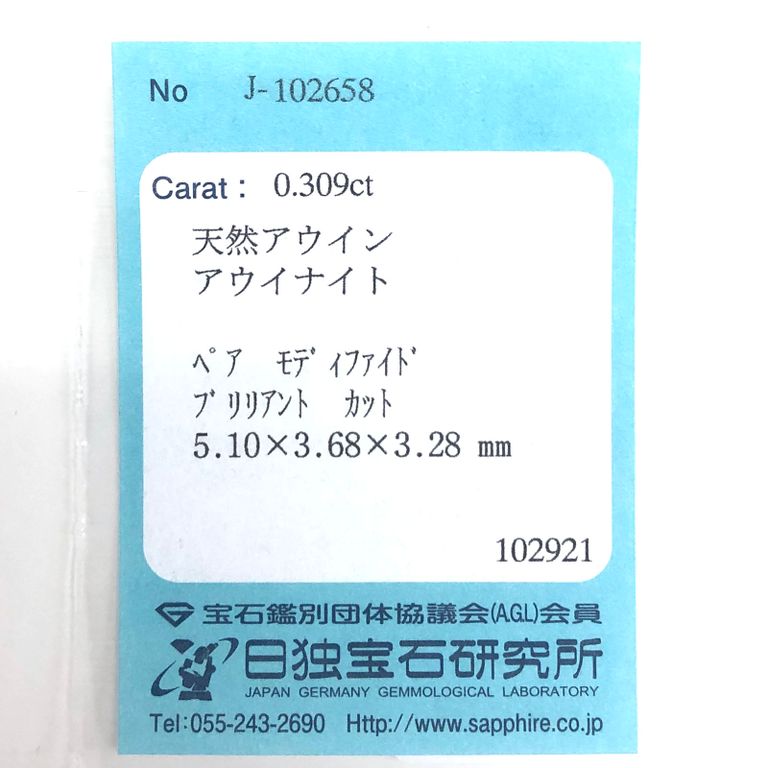 No J-102658
Carat: 0.309ct
天然アウイン
アウイナイト
ﾍﾟｱ ﾓﾃﾞｨﾌｧｲﾄﾞ
ﾌﾞﾘﾘｱﾝﾄ ｶｯﾄ
5.10×3.68×3.28 mm
102921
宝石鑑別団体協議会(AGL)会員
日独宝石研究所
JAPAN GERMANY GEMMOLOGICAL LABORATORY
Tel:055-243-2690 Http://www.sapphire.co.jp